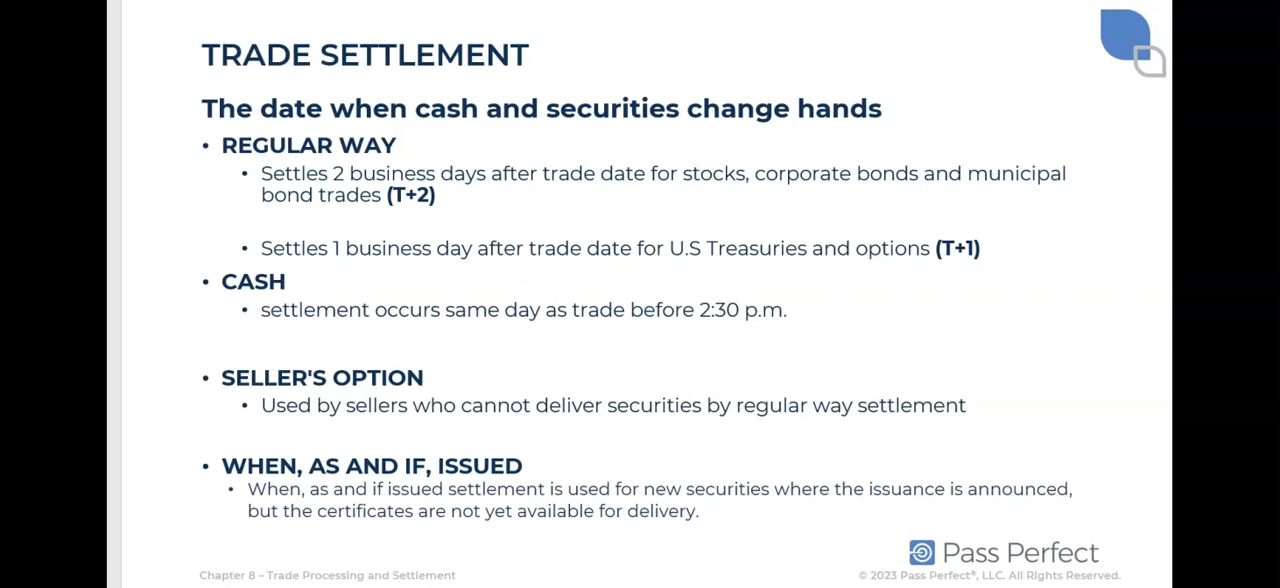 TRADE SETTLEMENT
The date when cash and securities change hands
• REGULAR WAY
• Settles 2 business days after trade date for stocks, corporate bonds and municipal
bond trades (T+2)
• Settles 1 business day after trade date for U.S Treasuries and options (T+1)
• CASH
• settlement occurs same day as trade before 2:30 p.m.
• SELLER'S OPTION
• Used by sellers who cannot deliver securities by regular way settlement
• WHEN, AS AND IF, ISSUED
• When, as and if issued settlement is used for new securities where the issuance is announced,
but the certificates are not yet available for delivery.
Pass Perfect
Chapter 8 – Trade Processing and Settlement
© 2023 Pass Perfect®, LLC. All Rights Reserved.